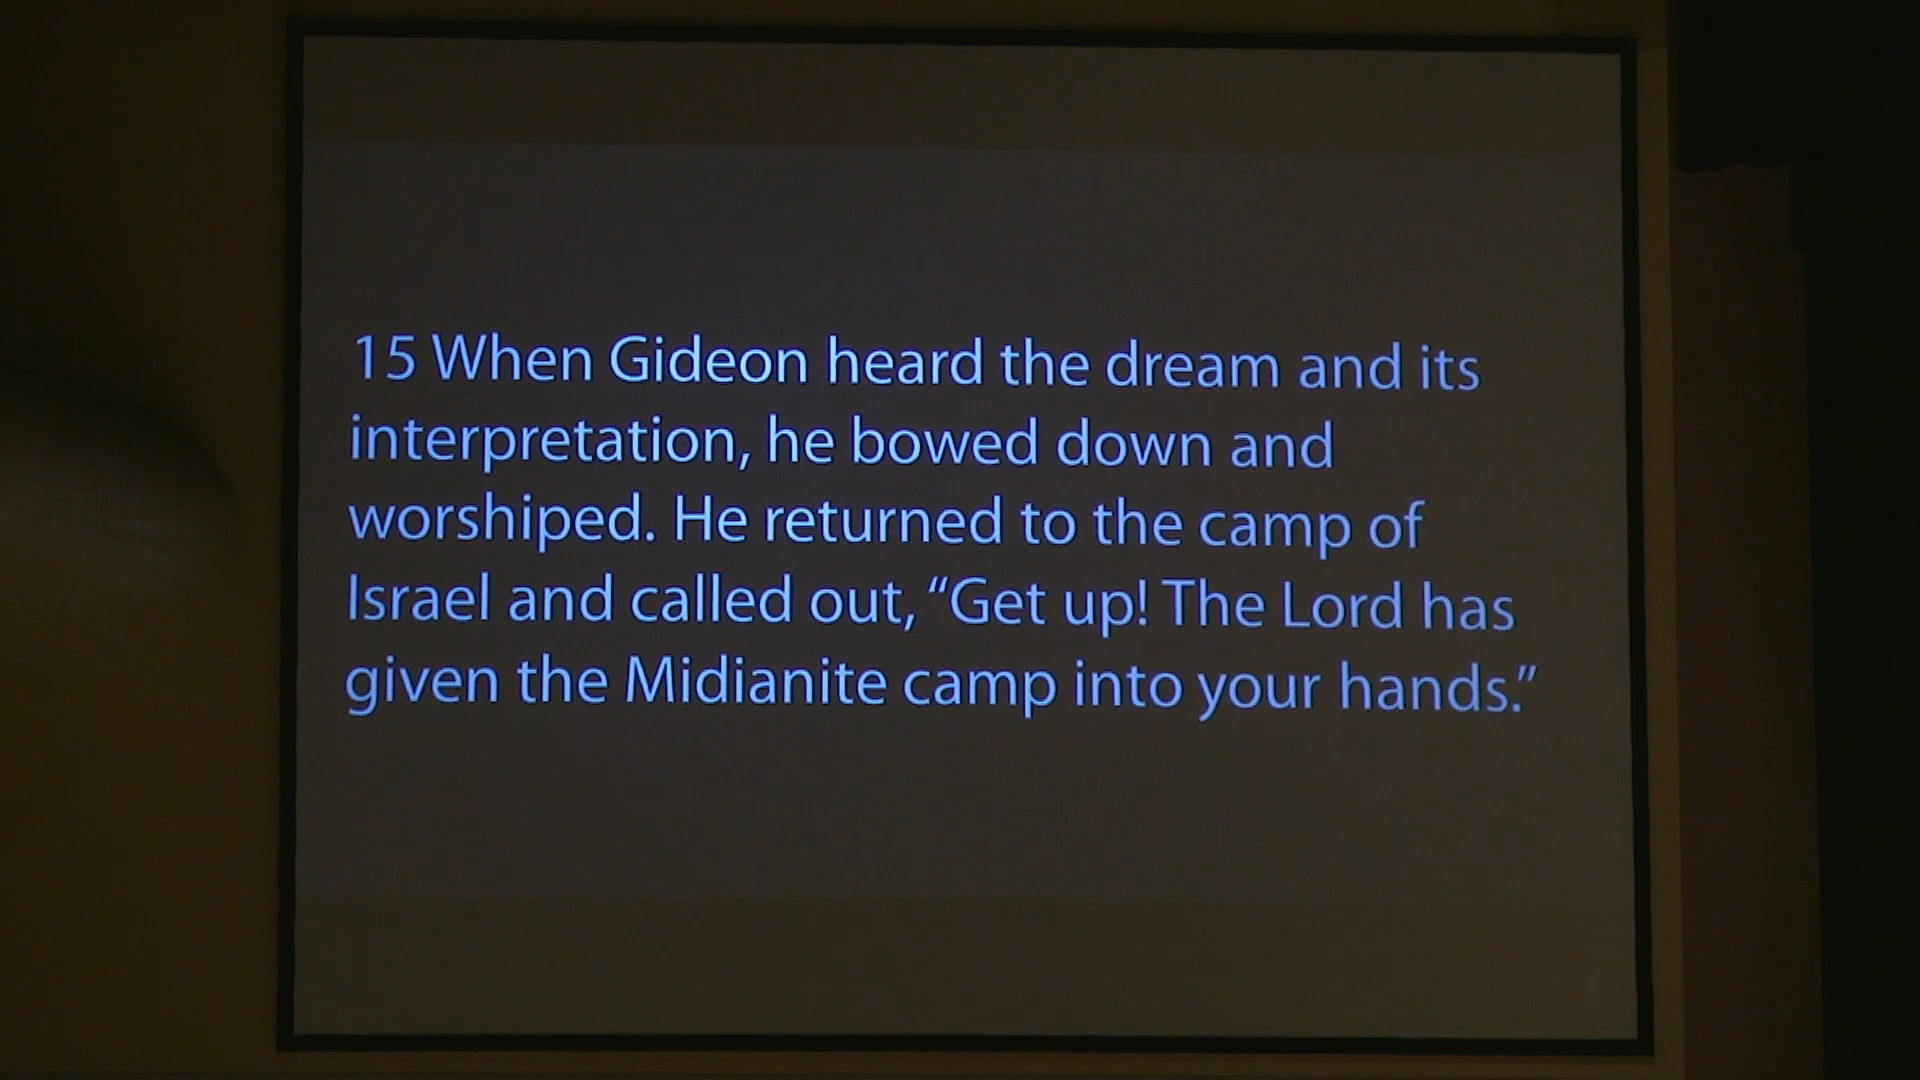 15 When Gideon heard the dream and its
interpretation, he bowed down and
worshiped. He returned to the camp of
Israel and called out, “Get up! The Lord has
given the Midianite camp into your hands.”